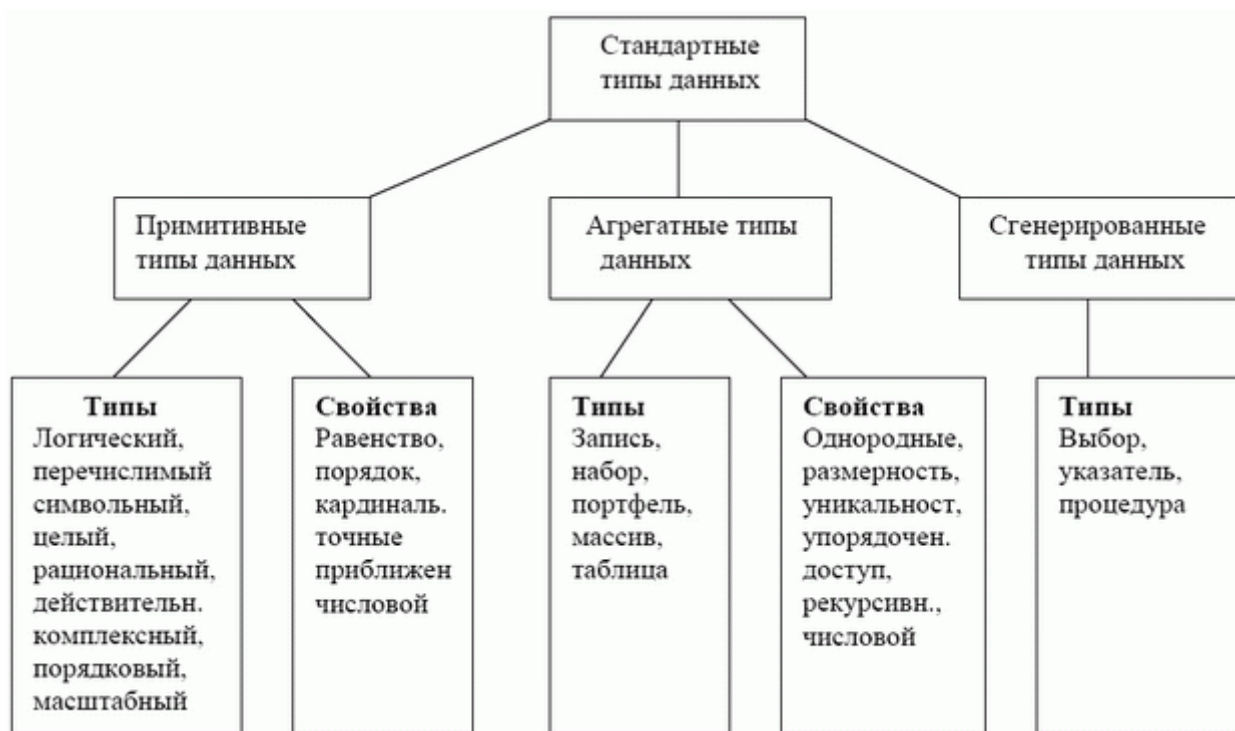 Стандартные
типы данных
Примитивные
типы данных
Агрегатные типы
данных
Сгенерированные
типы данных
Типы
Логический,
перечислимый
символьный,
целый,
рациональный,
действительн.
комплексный,
порядковый,
масштабный
Свойства
Равенство,
порядок,
кардиналь.
точные
приближен
числовой
Типы
Запись,
набор,
портфель,
массив,
таблица
Свойства
Однородные,
размерность,
уникальност,
упорядочен.
доступ,
рекурсивн.,
числовой
Типы
Выбор,
указатель,
процедура